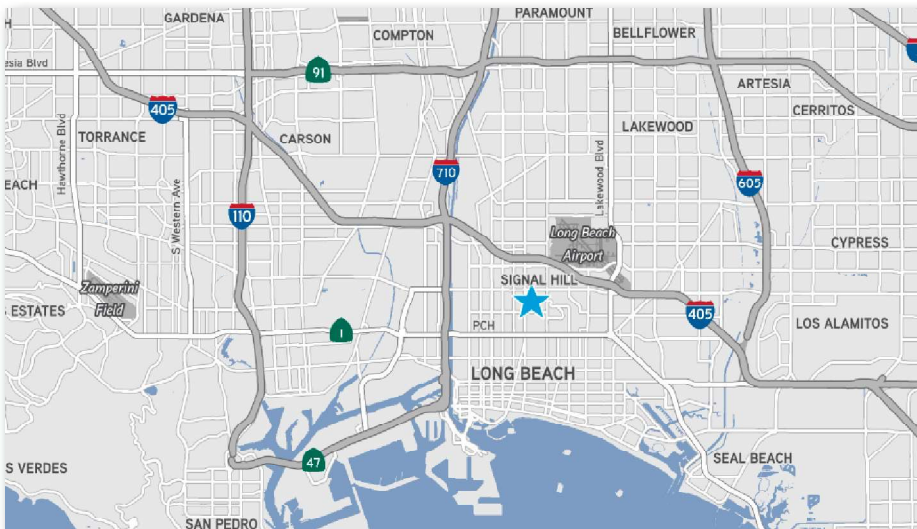 PARAMOUNT
GARDENA
COMPTON
BELLFLOWER
H
esia Blvd
91
ARTESIA
CERRITOS
405
TORRANCE
CARSON
LAKEWOOD
Hawthorne Blvd
S Western Ave
Lakewood Blvd
710
605
EACH
110
Long Beach
Airport
CYPRESS
SIGNAL HILL
Zamperini
Field
S ESTATES
405
LOS ALAMITOS
PCH
1
LONG BEACH
SEAL BEACH
S VERDES
47
SAN PEDRO